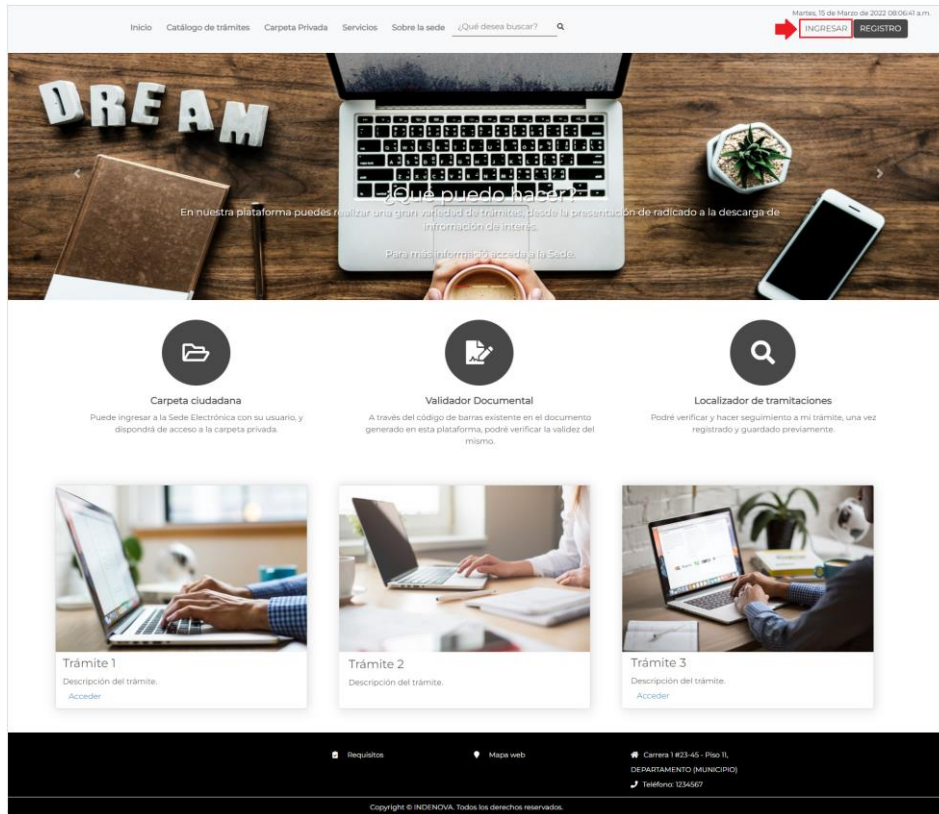 Martes, 15 de Marzo de 2022 08:06:41 a.m.
Inicio Catálogo de trámites Carpeta Privada Servicios Sobre la sede ¿Qué desea buscar? INGRESAR REGISTRO
DREAM
¿Qué puedo hacer?
En nuestra plataforma puedes realizar una gran variedad de trámites, desde la presentación de radicado a la descarga de
infromación de interés.
Para más informació acceda a la Sede.
Carpeta ciudadana
Puede ingresar a la Sede Electrónica con su usuario, y
dispondrá de acceso a la carpeta privada.
Validador Documental
A través del código de barras existente en el documento
generado en esta plataforma, podré verificar la validez del
mismo.
Localizador de tramitaciones
Podré verificar y hacer seguimiento a mi trámite, una vez
registrado y guardado previamente.
Trámite 1
Descripción del trámite.
Acceder
Trámite 2
Descripción del trámite.
Trámite 3
Descripción del trámite.
Acceder
Requisitos
Mapa web
Carrera 1 #23-45 - Piso 11,
DEPARTAMENTO (MUNICIPIO)
Teléfono: 1234567
Copyright © INDENOVA. Todos los derechos reservados.